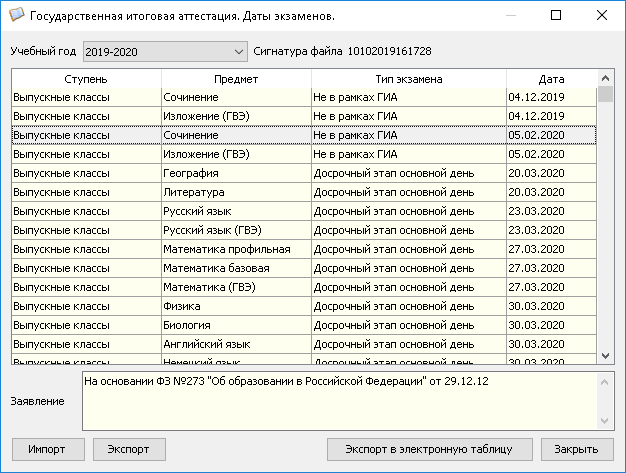 Государственная итоговая аттестация. Даты экзаменов.
Учебный год 2019-2020 Сигнатура файла 10102019161728
Ступень Предмет Тип экзамена Дата
Выпускные классы Сочинение Не в рамках ГИА 04.12.2019
Выпускные классы Изложение (ГВЭ) Не в рамках ГИА 04.12.2019
Выпускные классы Сочинение Не в рамках ГИА 05.02.2020
Выпускные классы Изложение (ГВЭ) Не в рамках ГИА 05.02.2020
Выпускные классы География Досрочный этап основной день 20.03.2020
Выпускные классы Литература Досрочный этап основной день 20.03.2020
Выпускные классы Русский язык Досрочный этап основной день 23.03.2020
Выпускные классы Русский язык (ГВЭ) Досрочный этап основной день 23.03.2020
Выпускные классы Математика профильная Досрочный этап основной день 27.03.2020
Выпускные классы Математика базовая Досрочный этап основной день 27.03.2020
Выпускные классы Математика (ГВЭ) Досрочный этап основной день 27.03.2020
Выпускные классы Физика Досрочный этап основной день 30.03.2020
Выпускные классы Биология Досрочный этап основной день 30.03.2020
Выпускные классы Английский язык Досрочный этап основной день 30.03.2020
Выпускные классы Немецкий язык Досрочный этап основной день 30.03.2020
Заявление На основании ФЗ №273 "Об образовании в Российской Федерации" от 29.12.12
Импорт Экспорт Экспорт в электронную таблицу Закрыть